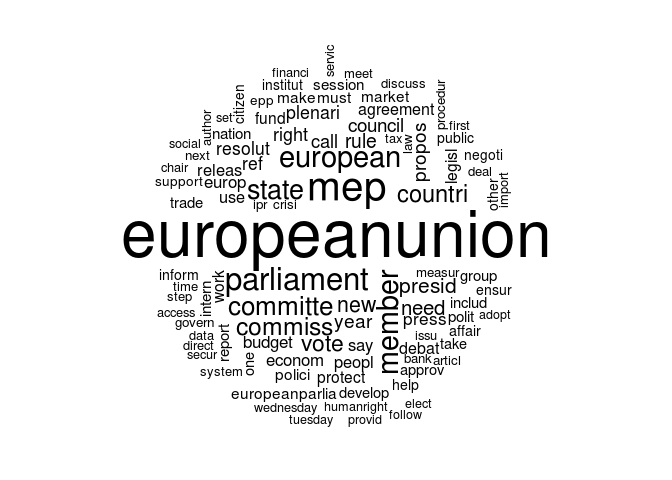 servic
financi
meet
institut
session
discuss
citizen
epp
make
must
market
procedur
author
set
fund
plenari
agreement
nation
right
call
rule
council
tax
law
first
public
social
next
resolut
ref
european
propos
legisl
negoti
chair
releas
support
europ
state
mep
countri
deal
other
import
trade
use
ipr
crisi
europeanunion
inform
time
step
work
parliament
member
measur
group
presid
ensur
access
intern
committe
new
need
includ
govern
commiss
year
press
polit
adopt
data
direct
report
budget
vote
say
issu
affair
debat
take
secur
system
one
econom
peopl
bank
articl
approv
polici
protect
help
europeanparlia
develop
wednesday
humanright
elect
tuesday
provid
follow